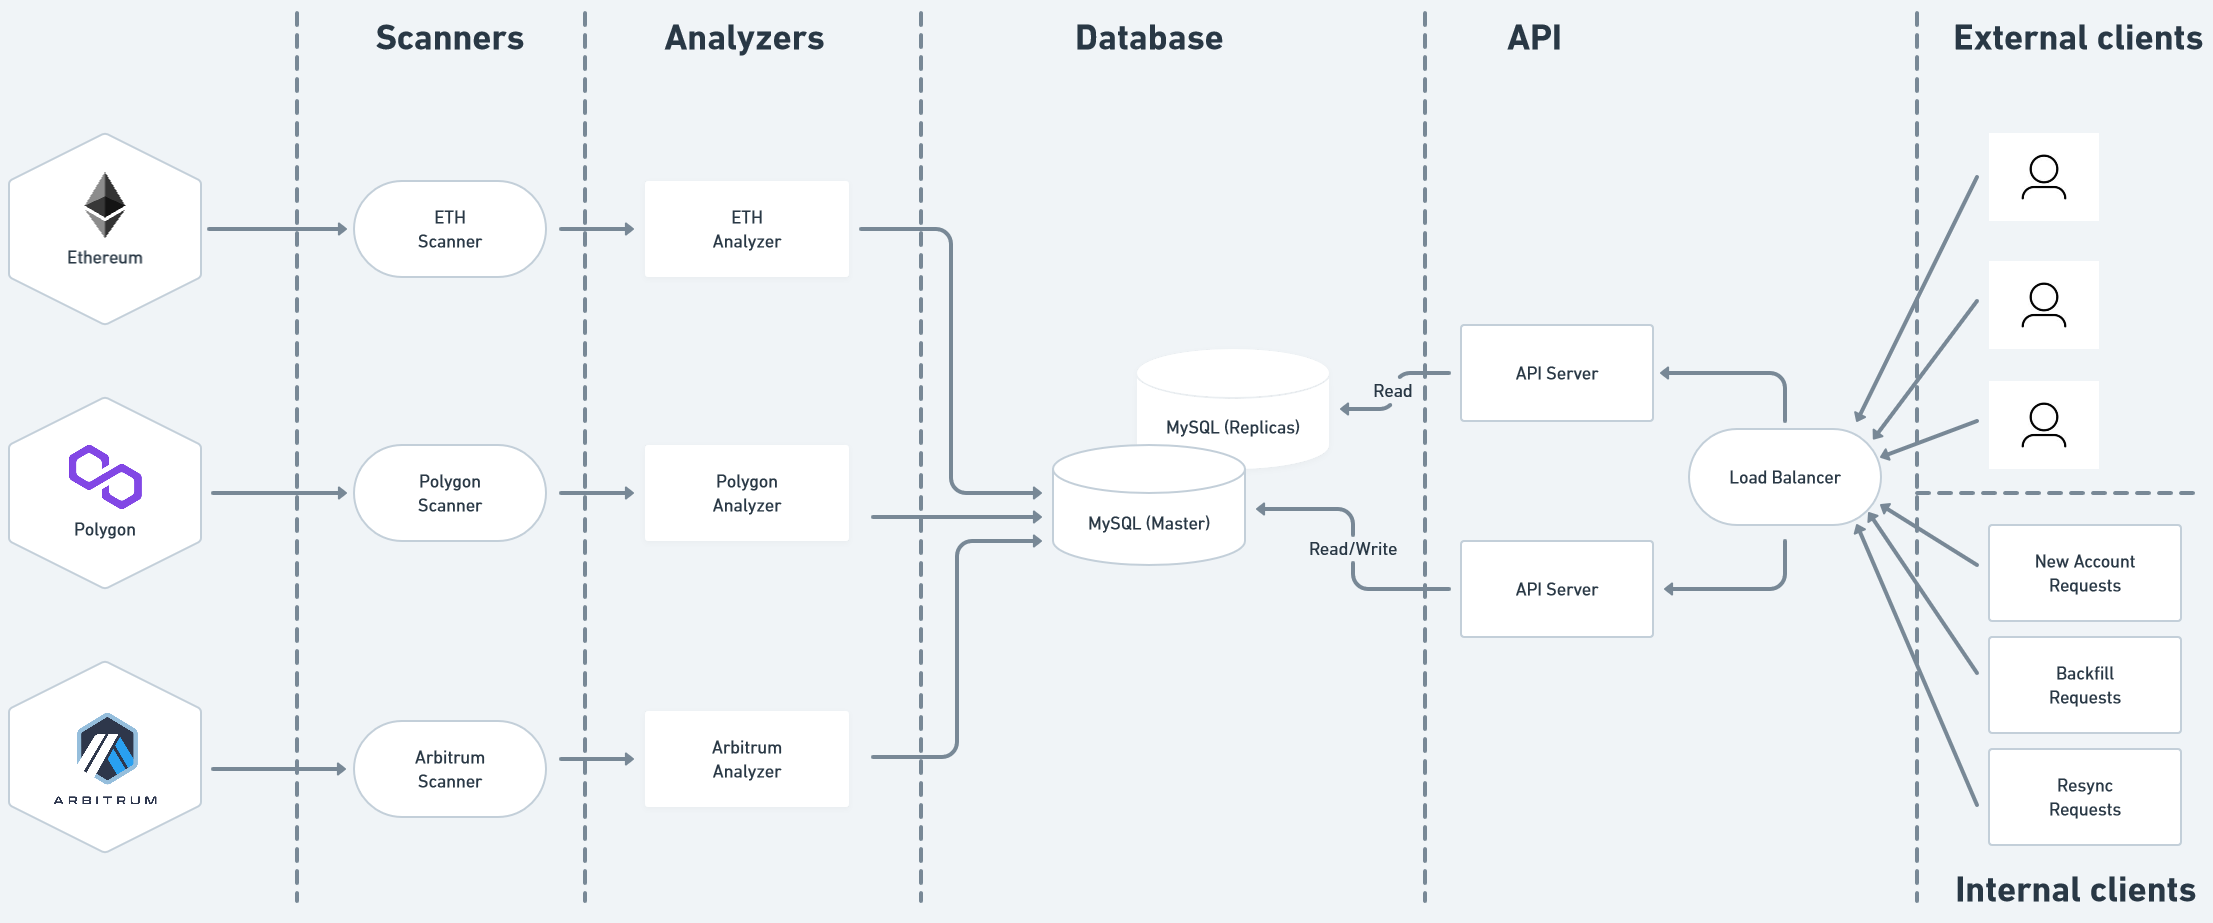 Scanners
Analyzers
Database
API
External clients
Ethereum
ETH
Scanner
ETH
Analyzer
Polygon
Polygon
Scanner
Polygon
Analyzer
ARBITRUM
Arbitrum
Scanner
Arbitrum
Analyzer
MySQL (Replicas)
MySQL (Master)
Read
Read/Write
API Server
API Server
Load Balancer
New Account
Requests
Backfill
Requests
Resync
Requests
Internal clients